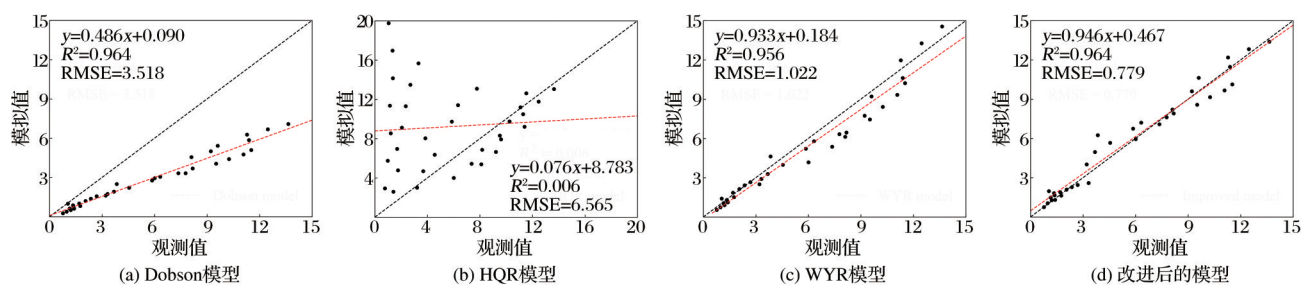 15
12
9
6
3
模拟值
y=0.486x+0.090
R²=0.964
RMSE=3.518
0 3 6 9 12 15
观测值
(a) Dobson模型
20
16
12
8
4
模拟值
y=0.076x+8.783
R²=0.006
RMSE=6.565
0 4 8 12 16 20
观测值
(b) HQR模型
15
12
9
6
3
模拟值
y=0.933x+0.184
R²=0.956
RMSE=1.022
WYR model
0 3 6 9 12 15
观测值
(c) WYR模型
15
12
9
6
3
模拟值
y=0.946x+0.467
R²=0.964
RMSE=0.779
Improved model
0 3 6 9 12 15
观测值
(d) 改进后的模型